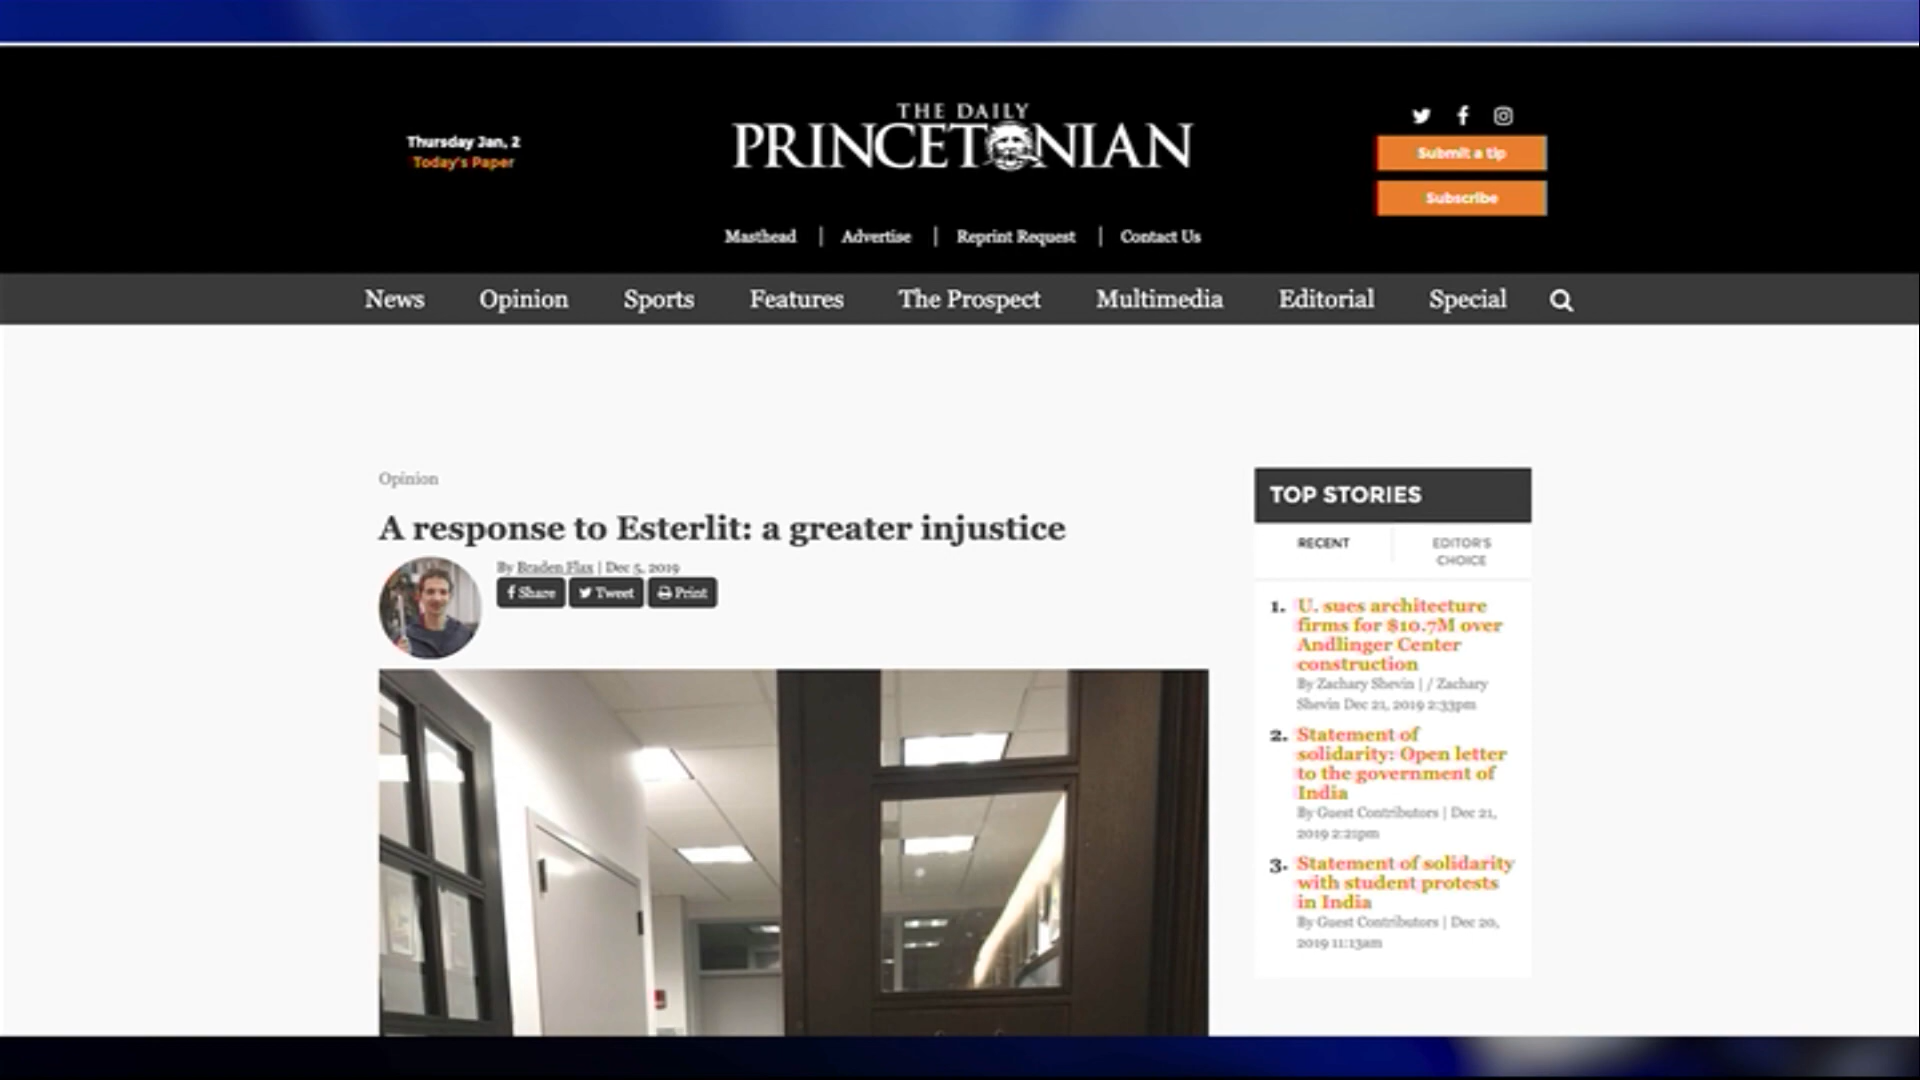 Thursday Jan, 2
Today's Paper
THE DAILY
PRINCETONIAN
Submit a tip
Subscribe
Masthead | Advertise | Reprint Request | Contact Us
News Opinion Sports Features The Prospect Multimedia Editorial Special
Opinion
A response to Esterlit: a greater injustice
By Braden Flax | Dec 5, 2019
Share Tweet Print
TOP STORIES
RECENT
EDITOR'S
CHOICE
1. U. sues architecture
firms for $10.7M over
Andlinger Center
construction
By Zachary Shevin | / Zachary
Shevin Dec 21, 2019 2:33pm
2. Statement of
solidarity: Open letter
to the government of
India
By Guest Contributors | Dec 21,
2019 2:21pm
3. Statement of solidarity
with student protests
in India
By Guest Contributors | Dec 20,
2019 11:13am